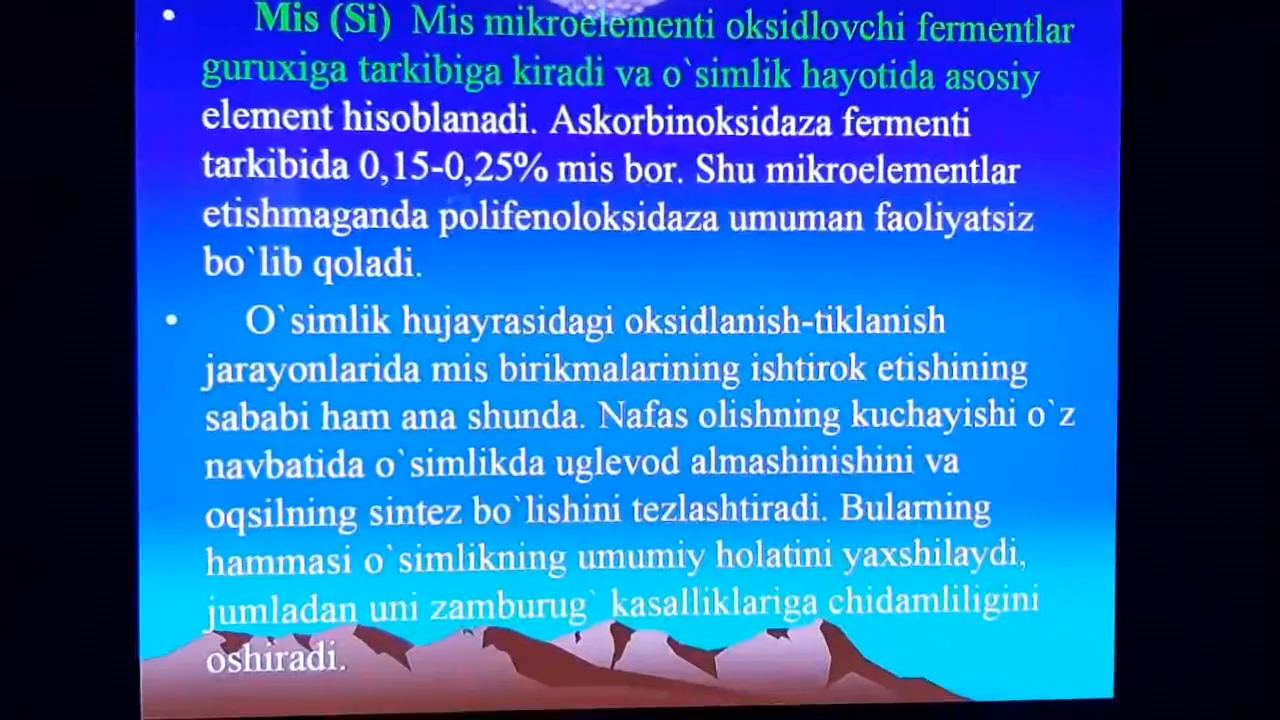 • Mis (Si) Mis mikroelementi oksidlovchi fermentlar
guruxiga tarkibiga kiradi va o`simlik hayotida asosiy
element hisoblanadi. Askorbinoksidaza fermenti
tarkibida 0,15-0,25% mis bor. Shu mikroelementlar
etishmaganda polifenoloksidaza umuman faoliyatsiz
bo`lib qoladi.
• O`simlik hujayrasidagi oksidlanish-tiklanish
jarayonlarida mis birikmalarining ishtirok etishining
sababi ham ana shunda. Nafas olishning kuchayishi o`z
navbatida o`simlikda uglevod almashinishini va
oqsilning sintez bo`lishini tezlashtiradi. Bularning
hammasi o`simlikning umumiy holatini yaxshilaydi,
jumladan uni zamburug` kasalliklariga chidamliligini
oshiradi.